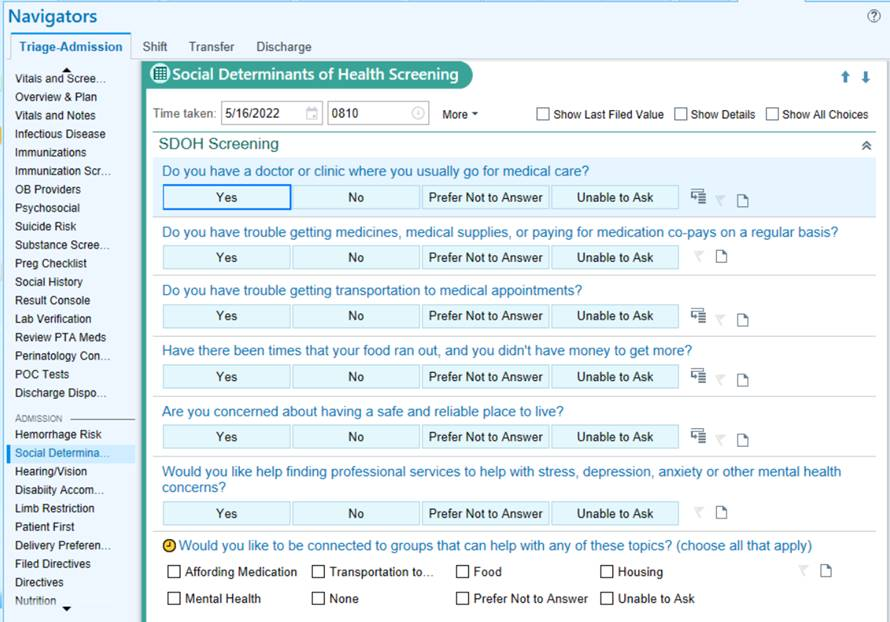 Navigators
Triage-Admission Shift Transfer Discharge
Vitals and Scree...
Overview & Plan
Vitals and Notes
Infectious Disease
Immunizations
Immunization Scr...
OB Providers
Psychosocial
Suicide Risk
Substance Scree...
Preg Checklist
Social History
Result Console
Lab Verification
Review PTA Meds
Perinatology Con...
POC Tests
Discharge Dispo...
ADMISSION
Hemorrhage Risk
Social Determina...
Hearing/Vision
Disabiity Accom...
Limb Restriction
Patient First
Delivery Preferen...
Filed Directives
Directives
Nutrition
Social Determinants of Health Screening
Time taken: 5/16/2022 0810 More Show Last Filed Value Show Details Show All Choices
SDOH Screening
Do you have a doctor or clinic where you usually go for medical care?
Yes No Prefer Not to Answer Unable to Ask
Do you have trouble getting medicines, medical supplies, or paying for medication co-pays on a regular basis?
Yes No Prefer Not to Answer Unable to Ask
Do you have trouble getting transportation to medical appointments?
Yes No Prefer Not to Answer Unable to Ask
Have there been times that your food ran out, and you didn't have money to get more?
Yes No Prefer Not to Answer Unable to Ask
Are you concerned about having a safe and reliable place to live?
Yes No Prefer Not to Answer Unable to Ask
Would you like help finding professional services to help with stress, depression, anxiety or other mental health
concerns?
Yes No Prefer Not to Answer Unable to Ask
Would you like to be connected to groups that can help with any of these topics? (choose all that apply)
Affording Medication Transportation to... Food Housing
Mental Health None Prefer Not to Answer Unable to Ask